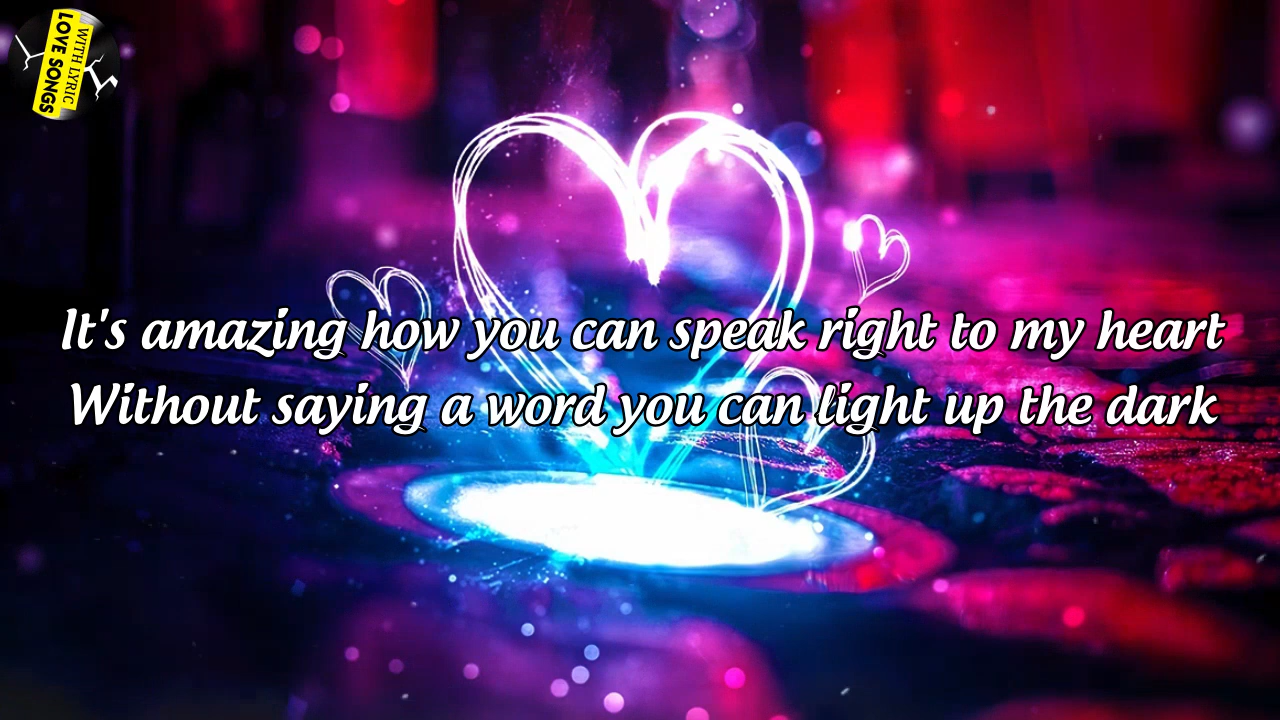 LOVE SONGS
WITH LYRIC
It's amazing how you can speak right to my heart
Without saying a word you can light up the dark